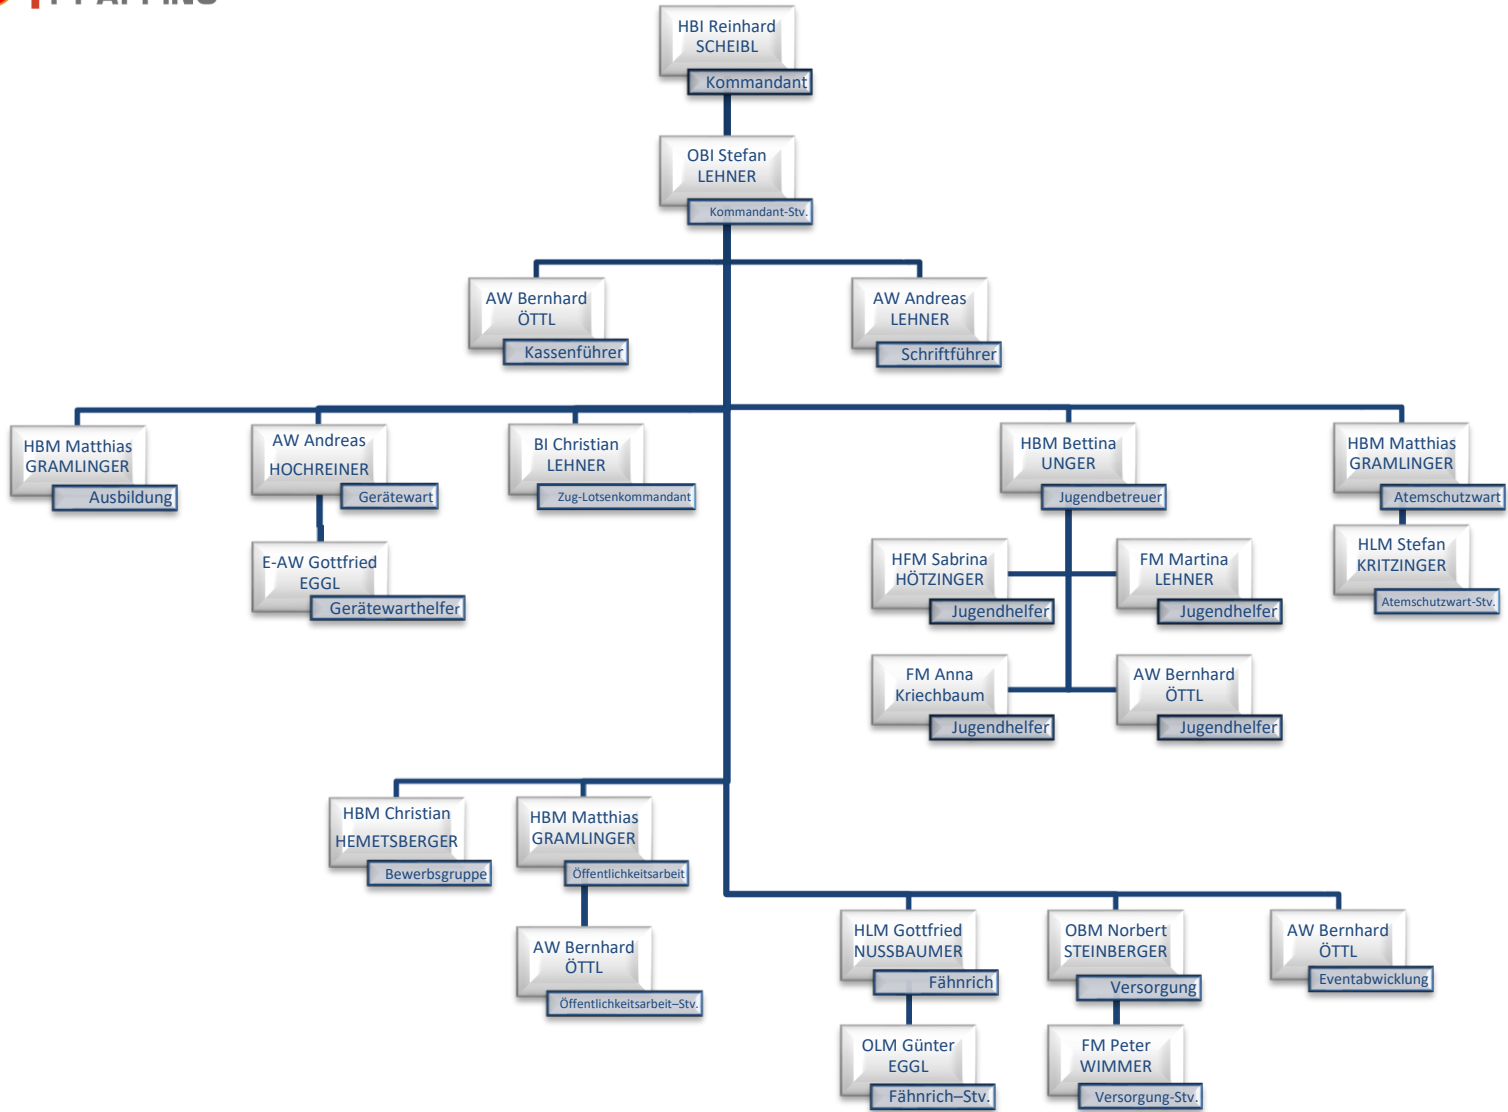 HBI Reinhard
SCHEIBL
Kommandant
OBI Stefan
LEHNER
Kommandant-Stv.
AW Bernhard
ÖTTL
Kassenführer
AW Andreas
LEHNER
Schriftführer
HBM Matthias
GRAMLINGER
Ausbildung
AW Andreas
HOCHREINER
Gerätewart
E-AW Gottfried
EGGL
Gerätewarthelfer
BI Christian
LEHNER
Zug-Lotsenkommandant
HBM Bettina
UNGER
Jugendbetreuer
HFM Sabrina
HÖTZINGER
Jugendhelfer
FM Martina
LEHNER
Jugendhelfer
FM Anna
Kriechbaum
Jugendhelfer
AW Bernhard
ÖTTL
Jugendhelfer
HBM Matthias
GRAMLINGER
Atemschutzwart
HLM Stefan
KRITZINGER
Atemschutzwart-Stv.
HBM Christian
HEMETSBERGER
Bewerbsgruppe
HBM Matthias
GRAMLINGER
Öffentlichkeitsarbeit
AW Bernhard
ÖTTL
Öffentlichkeitsarbeit–Stv.
HLM Gottfried
NUSSBAUMER
Fähnrich
OLM Günter
EGGL
Fähnrich–Stv.
OBM Norbert
STEINBERGER
Versorgung
FM Peter
WIMMER
Versorgung-Stv.
AW Bernhard
ÖTTL
Eventabwicklung